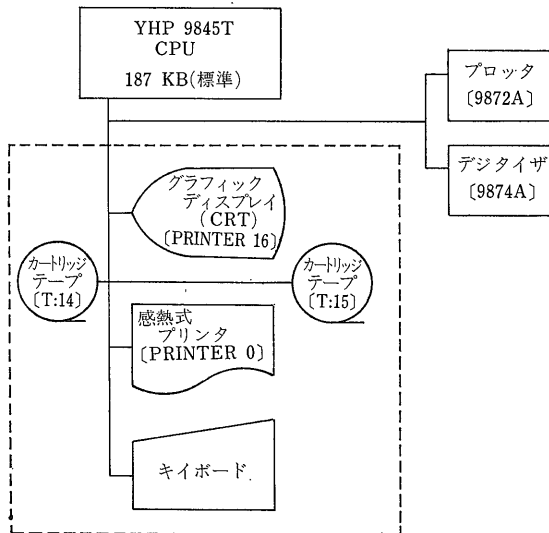 YHP 9845T
CPU
187 KB(標準)
プロッタ
〔9872A〕
デジタイザ
〔9874A〕
グラフィック
ディスプレイ
(CRT)
〔PRINTER 16〕
カートリッジ
テープ
〔T:14〕
カートリッジ
テープ
〔T:15〕
感熱式
プリンタ
〔PRINTER 0〕
キイボード